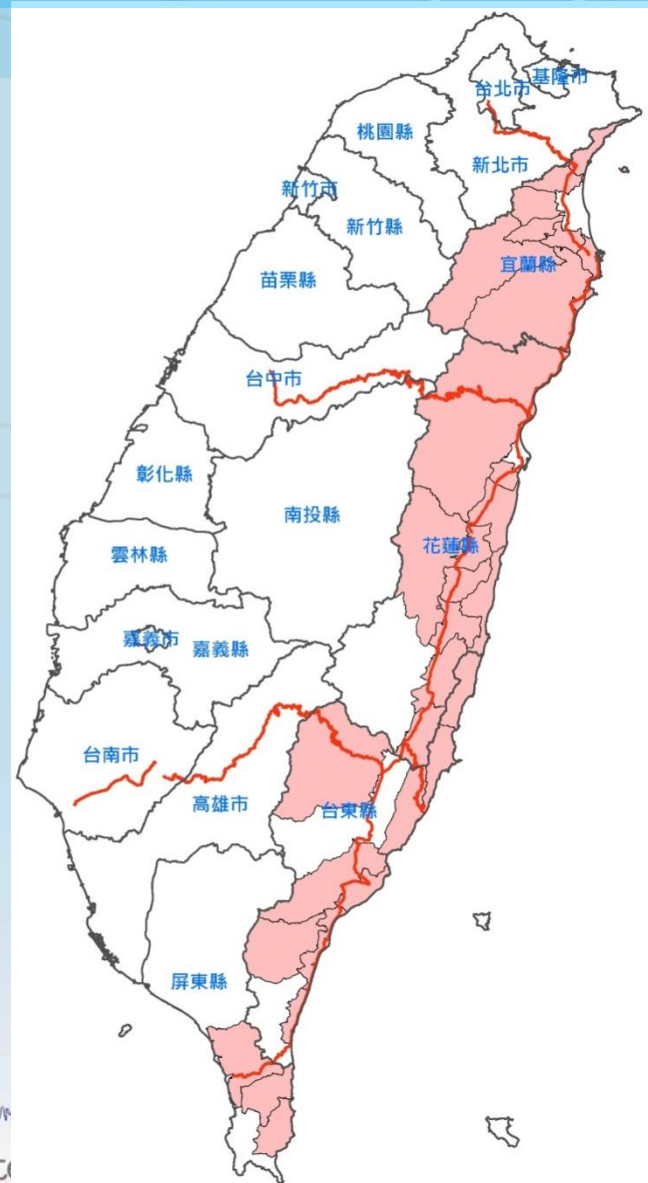 基隆市
台北市
桃園縣
新北市
新竹市
新竹縣
宜蘭縣
苗栗縣
台中市
彰化縣
南投縣
花蓮縣
雲林縣
嘉義市
嘉義縣
台南市
高雄市
台東縣
屏東縣